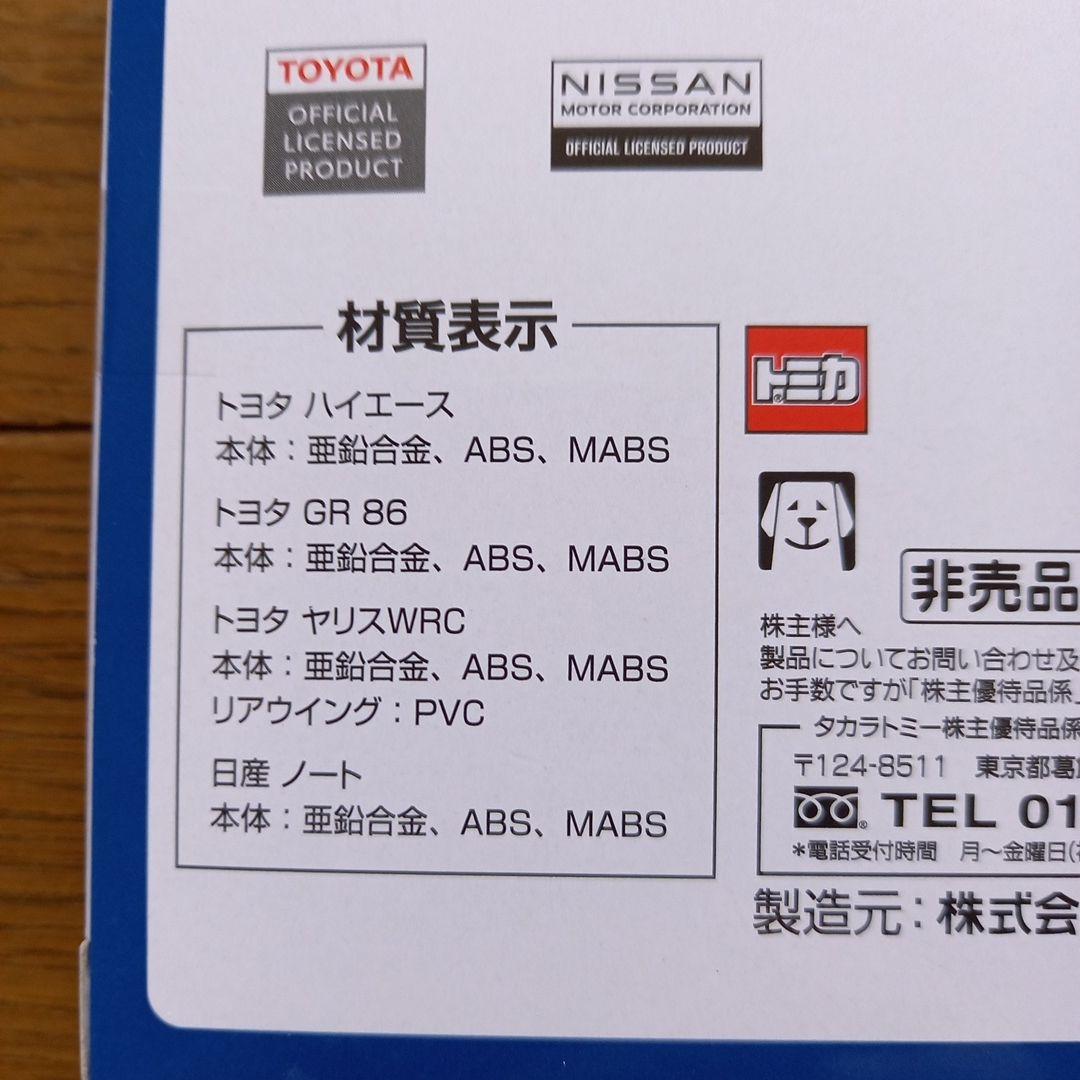 TOYOTA
OFFICIAL
LICENSED
PRODUCT
NISSAN
MOTOR CORPORATION
OFFICIAL LICENSED PRODUCT
材質表示
トヨタ ハイエース
本体：亜鉛合金、ABS、MABS
トヨタ GR 86
本体：亜鉛合金、ABS、MABS
トヨタ ヤリスWRC
本体：亜鉛合金、ABS、MABS
リアウイング：PVC
日産 ノート
本体：亜鉛合金、ABS、MABS
トミカ®
非売品
株主様へ
製品についてお問い合わせ及
お手数ですが「株主優待品係」
タカラトミー株主優待品係
〒124-8511 東京都葛
® TEL 01
*電話受付時間 月～金曜日(
製造元：株式会